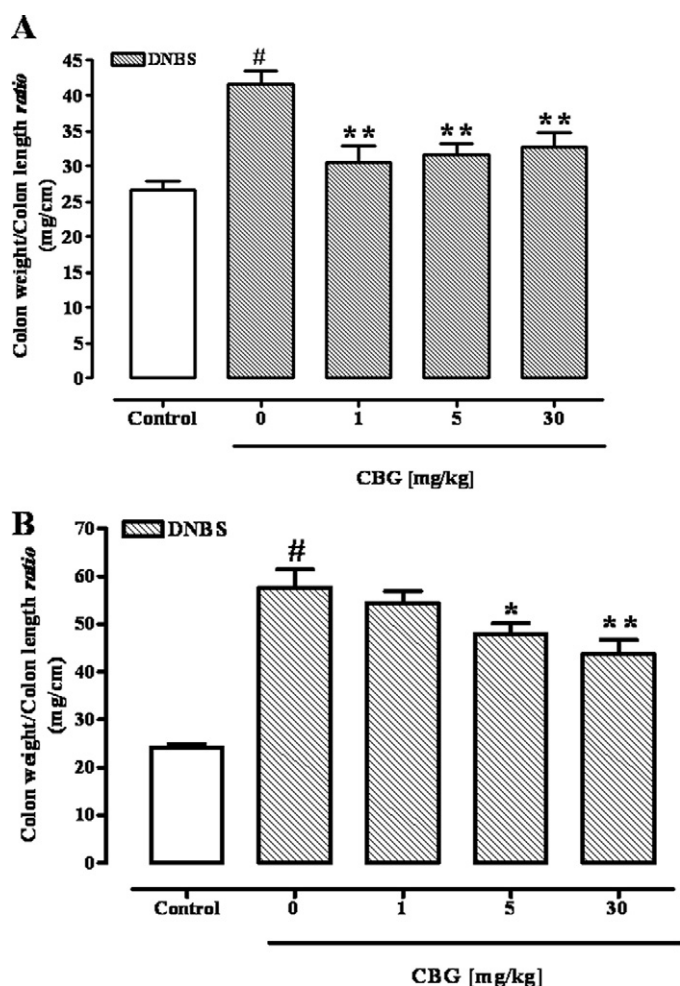 A
DNBS
#
** ** **
Colon weight/Colon length ratio
(mg/cm)
45
40
35
30
25
20
15
10
5
0
Control 0 1 5 30
CBG [mg/kg]
B
DNBS
#
* **
Colon weight/Colon length ratio
(mg/cm)
70
60
50
40
30
20
10
0
Control 0 1 5 30
CBG [mg/kg]